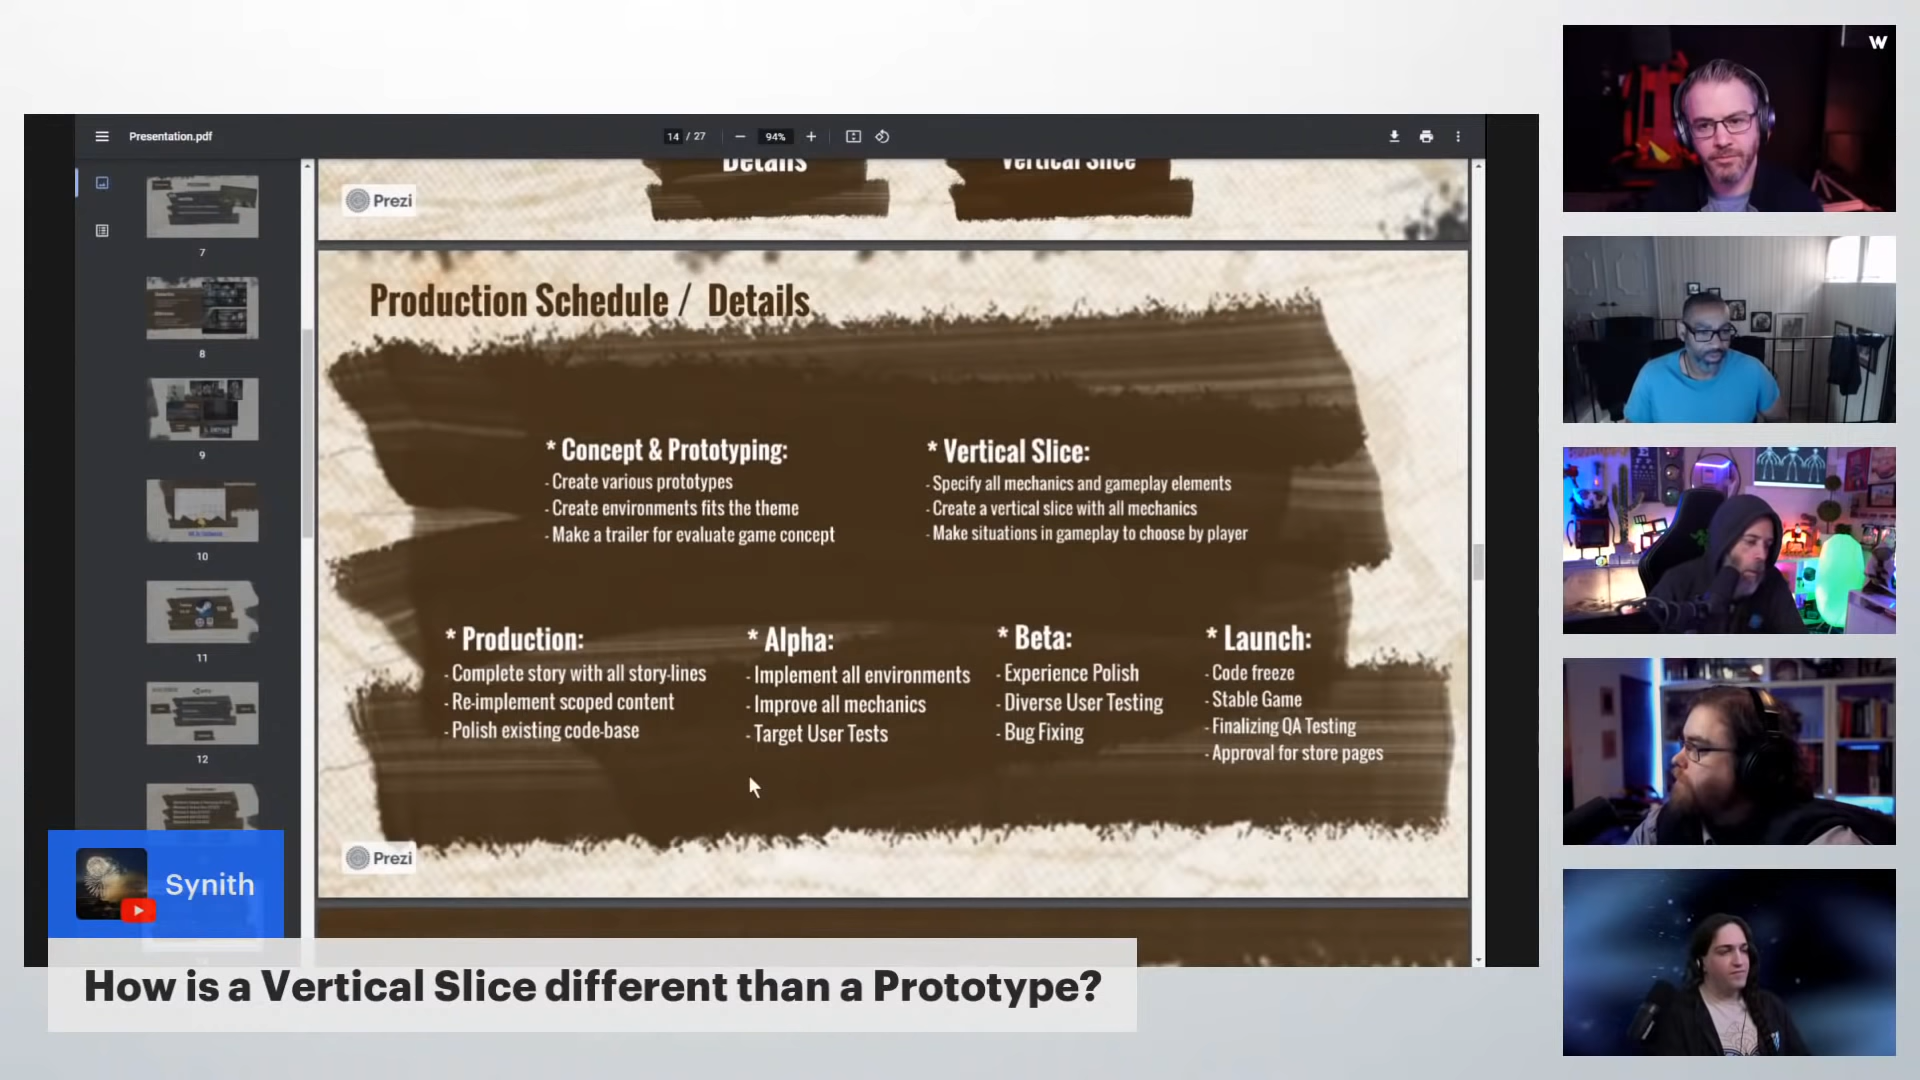 W
Presentation.pdf
14 / 27
94%
7
8
9
10
11
12
Details
Vertical Slice
Prezi
Production Schedule / Details
* Concept & Prototyping:
- Create various prototypes
- Create environments fits the theme
- Make a trailer for evaluate game concept
* Vertical Slice:
- Specify all mechanics and gameplay elements
- Create a vertical slice with all mechanics
- Make situations in gameplay to choose by player
* Production:
- Complete story with all story-lines
- Re-implement scoped content
- Polish existing code-base
* Alpha:
- Implement all environments
- Improve all mechanics
- Target User Tests
* Beta:
- Experience Polish
- Diverse User Testing
- Bug Fixing
* Launch:
- Code freeze
- Stable Game
- Finalizing QA Testing
- Approval for store pages
Prezi
Synith
How is a Vertical Slice different than a Prototype?